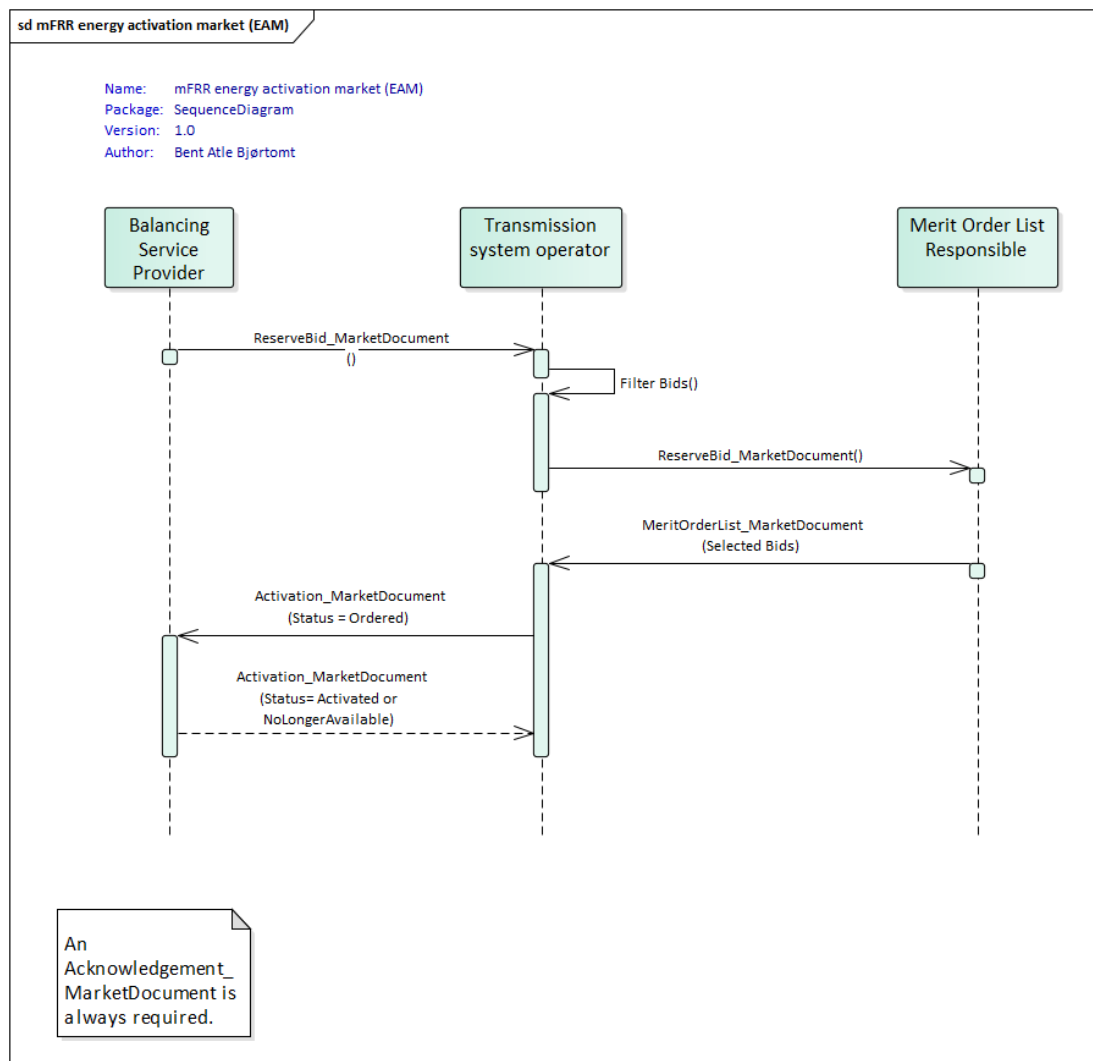 sd mFRR energy activation market (EAM)
Name: mFRR energy activation market (EAM)
Package: SequenceDiagram
Version: 1.0
Author: Bent Atle Bjørtomt
Balancing
Service
Provider
Transmission
system operator
Merit Order List
Responsible
ReserveBid_MarketDocument
()
Filter Bids()
ReserveBid_MarketDocument()
MeritOrderList_MarketDocument
(Selected Bids)
Activation_MarketDocument
(Status = Ordered)
Activation_MarketDocument
(Status= Activated or
NoLongerAvailable)
An
Acknowledgement_
MarketDocument is
always required.